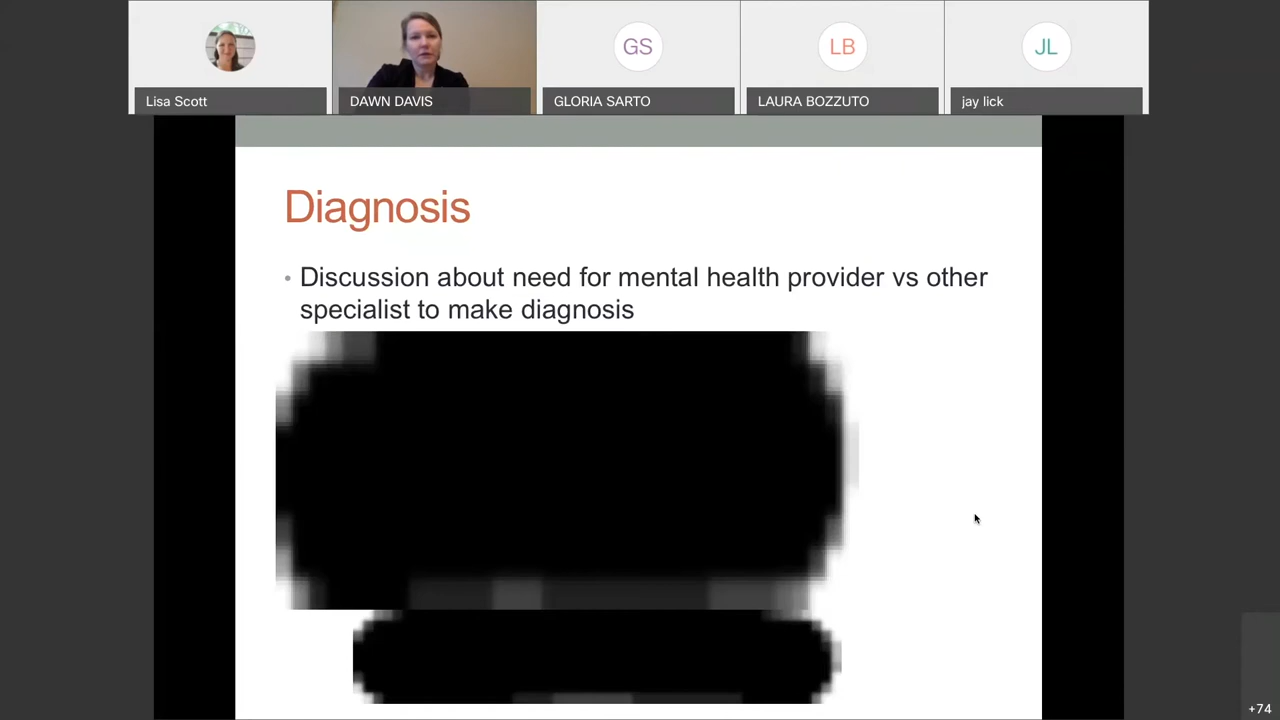 GS
LB
JL
Lisa Scott
DAWN DAVIS
GLORIA SARTO
LAURA BOZZUTO
jay lick
Diagnosis
• Discussion about need for mental health provider vs other
specialist to make diagnosis
+74